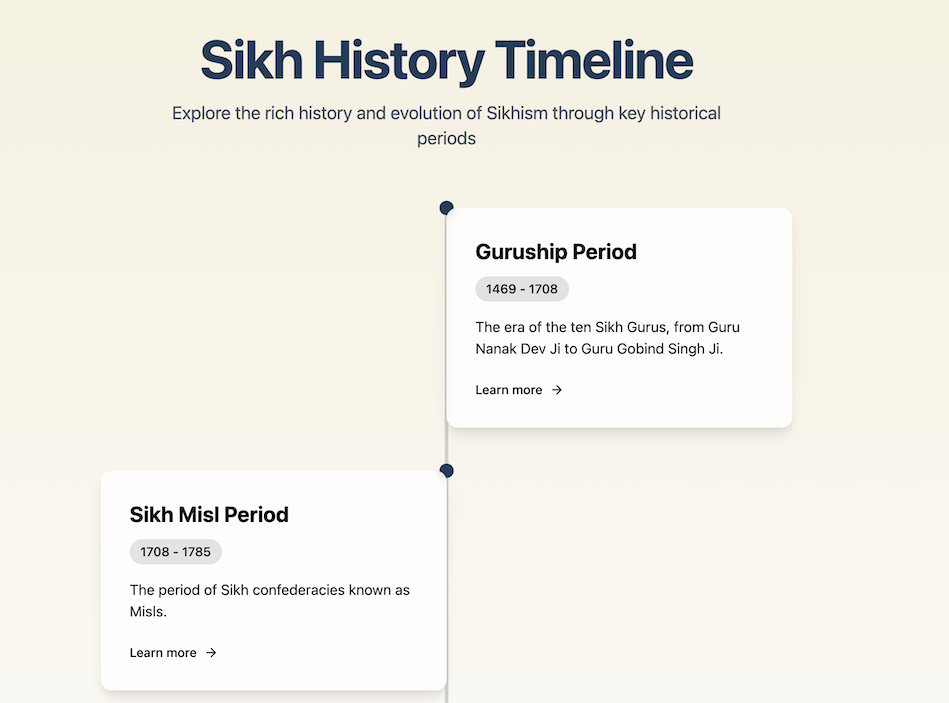 Sikh History Timeline
Explore the rich history and evolution of Sikhism through key historical
periods
Guruship Period
1469 - 1708
The era of the ten Sikh Gurus, from Guru
Nanak Dev Ji to Guru Gobind Singh Ji.
Learn more →
Sikh Misl Period
1708 - 1785
The period of Sikh confederacies known as
Misls.
Learn more →